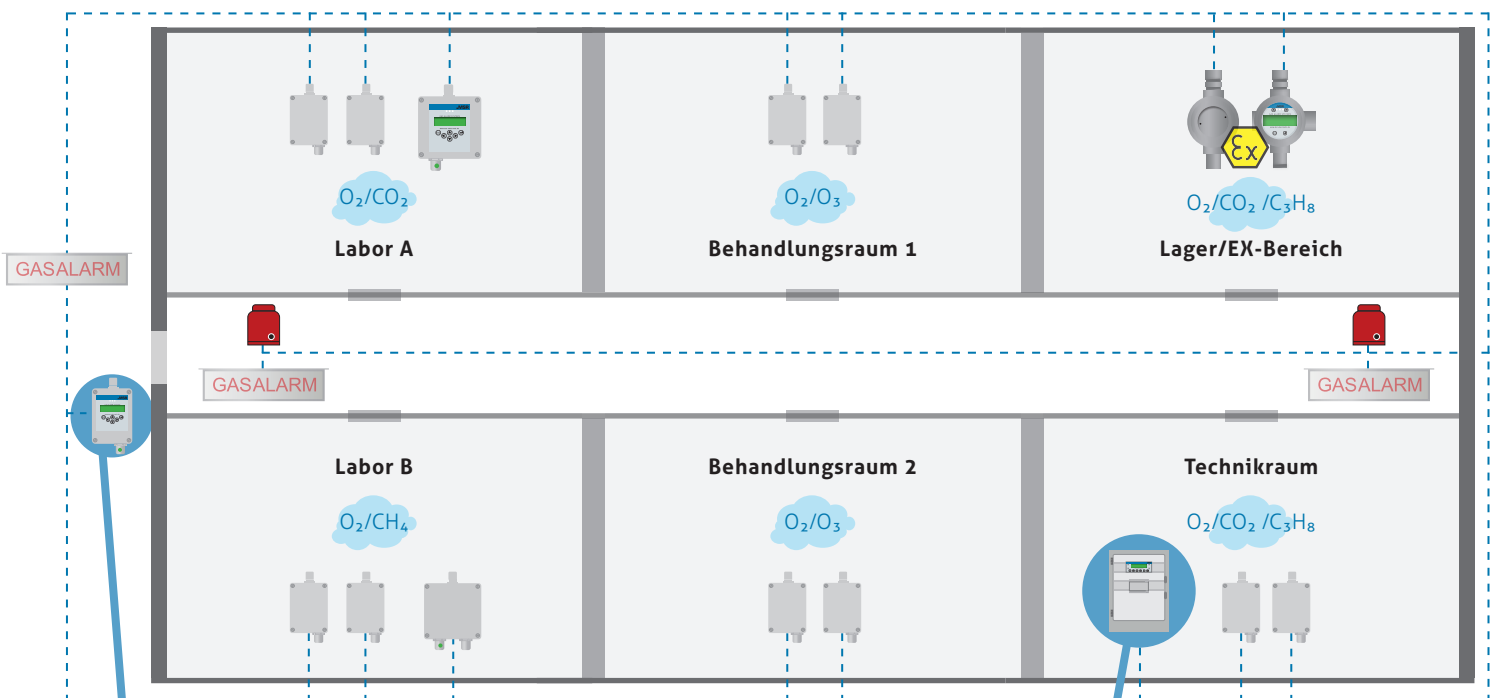 O₂/CO₂
Labor A
O₂/O₃
Behandlungsraum 1
Ex
O₂/CO₂ /C₃H₈
Lager/EX-Bereich
GASALARM
GASALARM
GASALARM
Labor B
O₂/CH₄
Behandlungsraum 2
O₂/O₃
Technikraum
O₂/CO₂ /C₃H₈